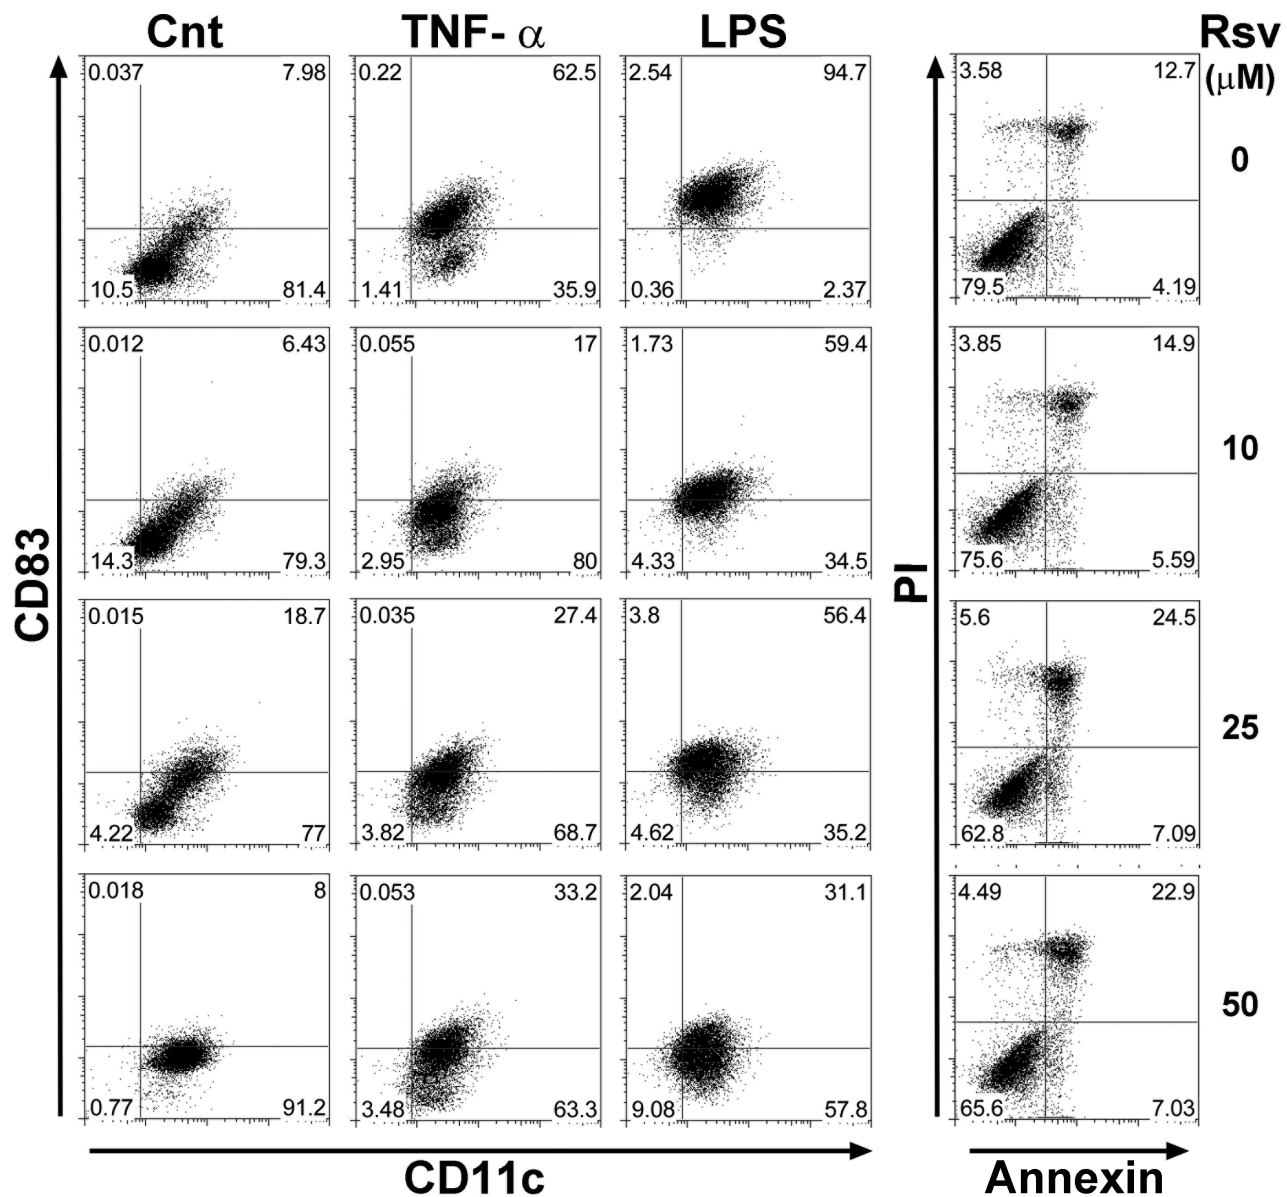 Cnt TNF- α LPS Rsv
(μM)
0.037 7.98 0.22 62.5 2.54 94.7 3.58 12.7
0
10.5 81.4 1.41 35.9 0.36 2.37 79.5 4.19
0.012 6.43 0.055 17 1.73 59.4 3.85 14.9
10
14.3 79.3 2.95 80 4.33 34.5 75.6 5.59
CD83
PI
0.015 18.7 0.035 27.4 3.8 56.4 5.6 24.5
25
4.22 77 3.82 68.7 4.62 35.2 62.8 7.09
0.018 8 0.053 33.2 2.04 31.1 4.49 22.9
50
0.77 91.2 3.48 63.3 9.08 57.8 65.6 7.03
CD11c Annexin